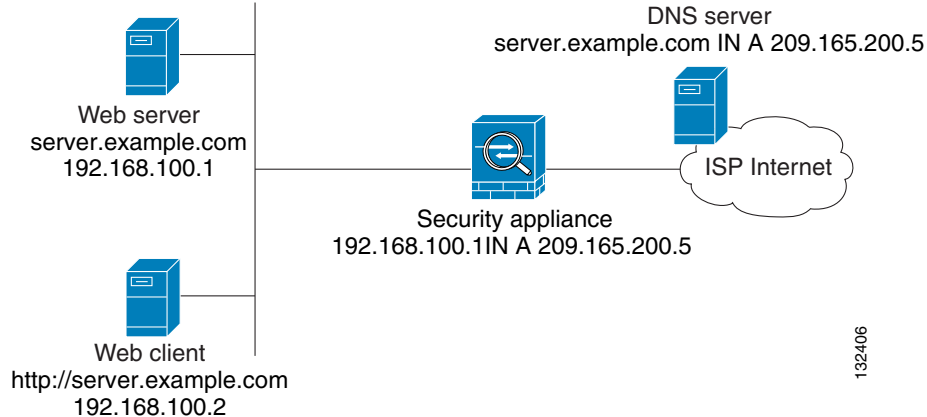 DNS server
server.example.com IN A 209.165.200.5
Web server
server.example.com
192.168.100.1
ISP Internet
Security appliance
192.168.100.1IN A 209.165.200.5
Web client
http://server.example.com
192.168.100.2
132406